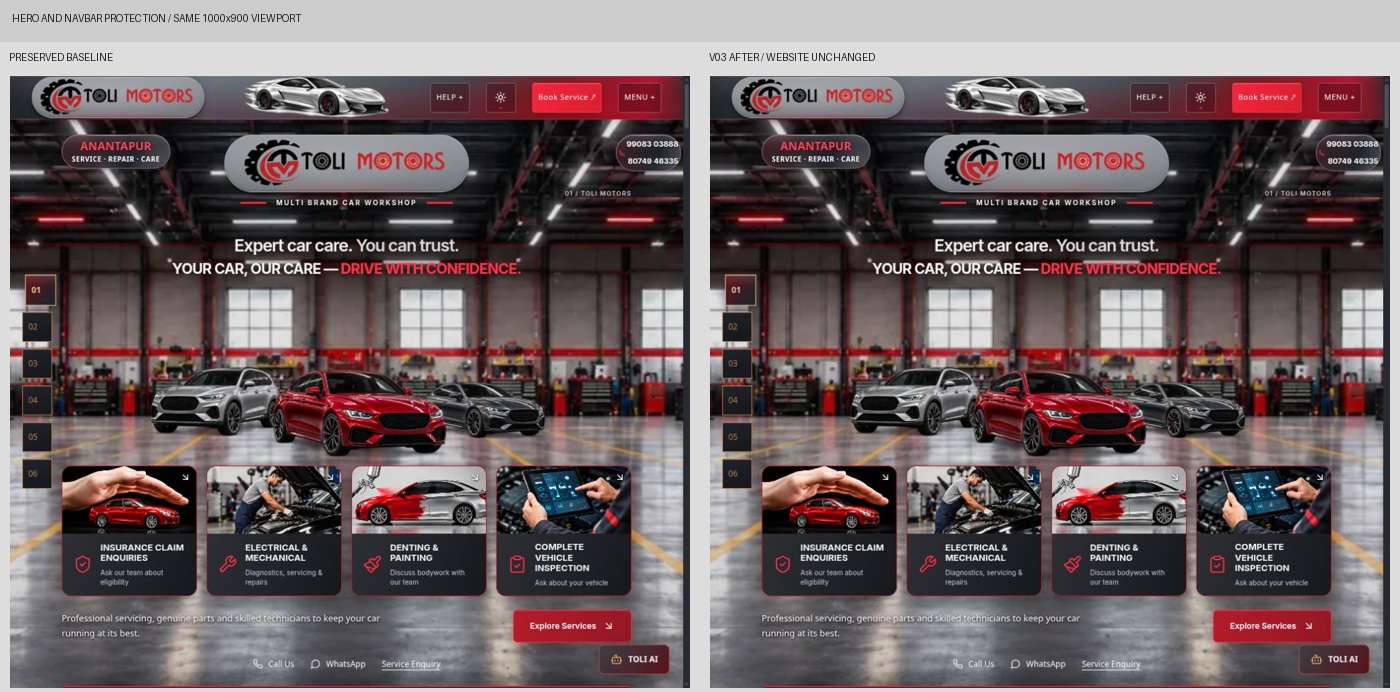 HERO AND NAVBAR PROTECTION / SAME 1000x900 VIEWPORT
PRESERVED BASELINE
TOLI MOTORS
HELP +
Book Service ↗
MENU +
ANANTAPUR
SERVICE · REPAIR · CARE
TOLI MOTORS
99083 03888
80749 46335
01 / TOLI MOTORS
MULTI BRAND CAR WORKSHOP
Expert car care. You can trust.
YOUR CAR, OUR CARE — DRIVE WITH CONFIDENCE.
01
02
03
04
05
06
INSURANCE CLAIM
ENQUIRIES
Ask our team about
eligibility
ELECTRICAL &
MECHANICAL
Diagnostics, servicing &
repairs
DENTING &
PAINTING
Discuss bodywork with
our team
COMPLETE
VEHICLE
INSPECTION
Ask about your vehicle
Professional servicing, genuine parts and skilled technicians to keep your car
running at its best.
Explore Services
Call Us
WhatsApp
Service Enquiry
TOLI AI
V03 AFTER / WEBSITE UNCHANGED
TOLI MOTORS
HELP +
Book Service ↗
MENU +
ANANTAPUR
SERVICE · REPAIR · CARE
TOLI MOTORS
99083 03888
80749 46335
01 / TOLI MOTORS
MULTI BRAND CAR WORKSHOP
Expert car care. You can trust.
YOUR CAR, OUR CARE — DRIVE WITH CONFIDENCE.
01
02
03
04
05
06
INSURANCE CLAIM
ENQUIRIES
Ask our team about
eligibility
ELECTRICAL &
MECHANICAL
Diagnostics, servicing &
repairs
DENTING &
PAINTING
Discuss bodywork with
our team
COMPLETE
VEHICLE
INSPECTION
Ask about your vehicle
Professional servicing, genuine parts and skilled technicians to keep your car
running at its best.
Explore Services
Call Us
WhatsApp
Service Enquiry
TOLI AI